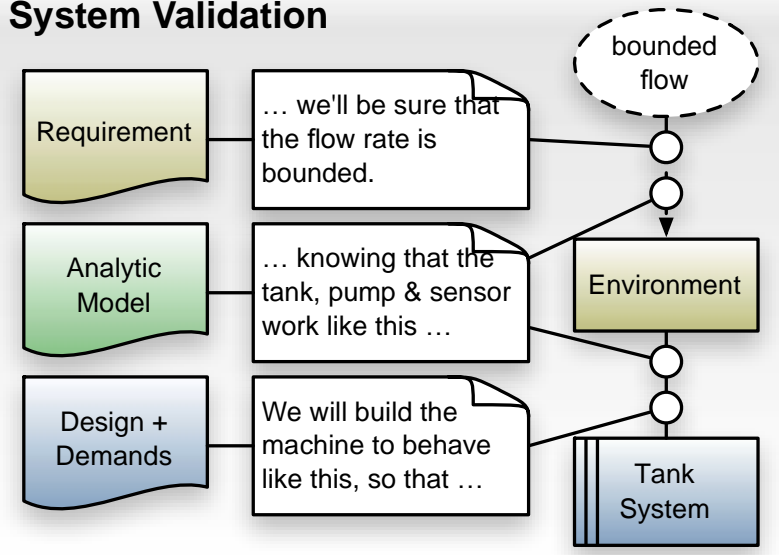 System Validation
bounded
flow
Requirement
… we'll be sure that
the flow rate is
bounded.
Analytic
Model
… knowing that the
tank, pump & sensor
work like this …
Environment
Design +
Demands
We will build the
machine to behave
like this, so that …
Tank
System